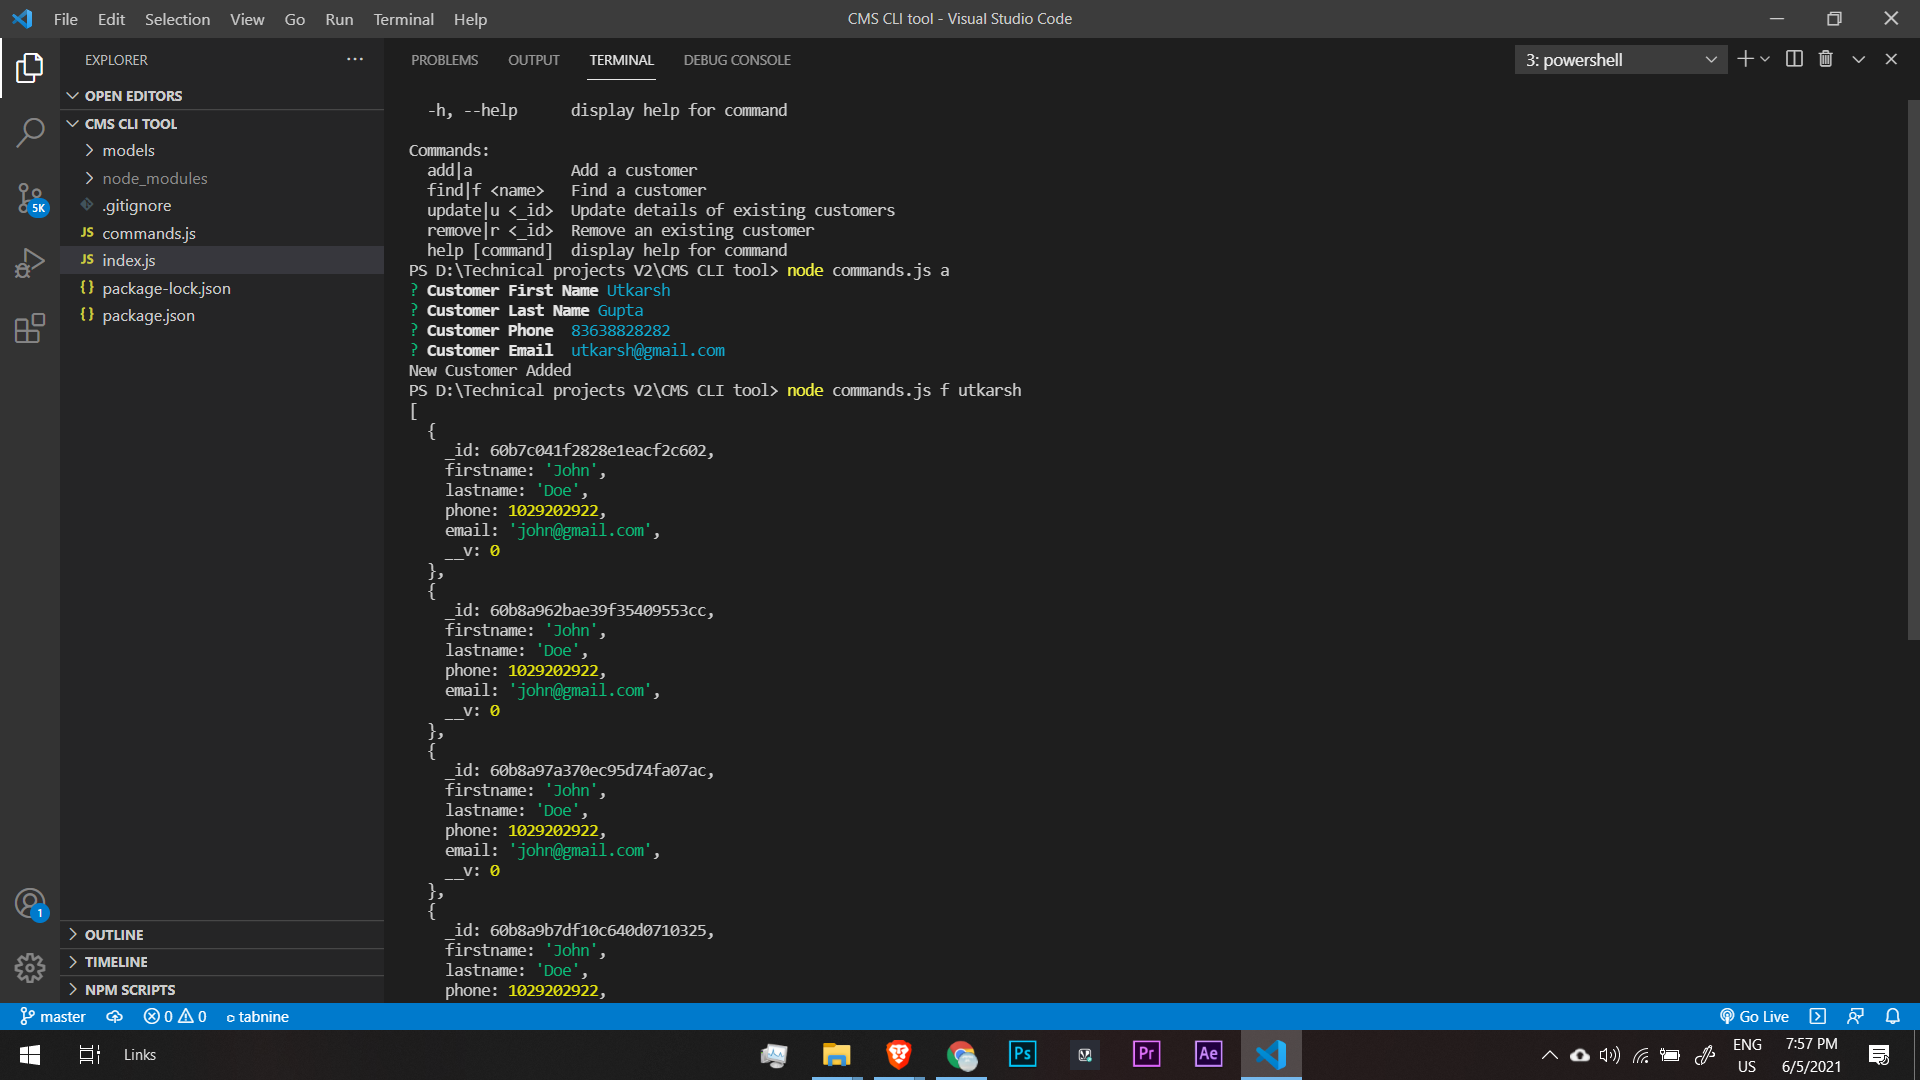 File Edit Selection View Go Run Terminal Help
CMS CLI tool - Visual Studio Code
EXPLORER
OPEN EDITORS
CMS CLI TOOL
models
node_modules
.gitignore
JS commands.js
JS index.js
{} package-lock.json
{} package.json
5K
1
OUTLINE
TIMELINE
NPM SCRIPTS
PROBLEMS OUTPUT TERMINAL DEBUG CONSOLE
3: powershell
-h, --help display help for command
Commands:
add|a Add a customer
find|f <name> Find a customer
update|u <_id> Update details of existing customers
remove|r <_id> Remove an existing customer
help [command] display help for command
PS D:\Technical projects V2\CMS CLI tool> node commands.js a
? Customer First Name Utkarsh
? Customer Last Name Gupta
? Customer Phone 83638828282
? Customer Email utkarsh@gmail.com
New Customer Added
PS D:\Technical projects V2\CMS CLI tool> node commands.js f utkarsh
[
{
_id: 60b7c041f2828e1eacf2c602,
firstname: 'John',
lastname: 'Doe',
phone: 1029202922,
email: 'john@gmail.com',
__v: 0
},
{
_id: 60b8a962bae39f35409553cc,
firstname: 'John',
lastname: 'Doe',
phone: 1029202922,
email: 'john@gmail.com',
__v: 0
},
{
_id: 60b8a97a370ec95d74fa07ac,
firstname: 'John',
lastname: 'Doe',
phone: 1029202922,
email: 'john@gmail.com',
__v: 0
},
{
_id: 60b8a9b7df10c640d0710325,
firstname: 'John',
lastname: 'Doe',
phone: 1029202922,
master 0 0 tabnine
Go Live
Links
Ps Pr Ae
ENG
US
7:57 PM
6/5/2021